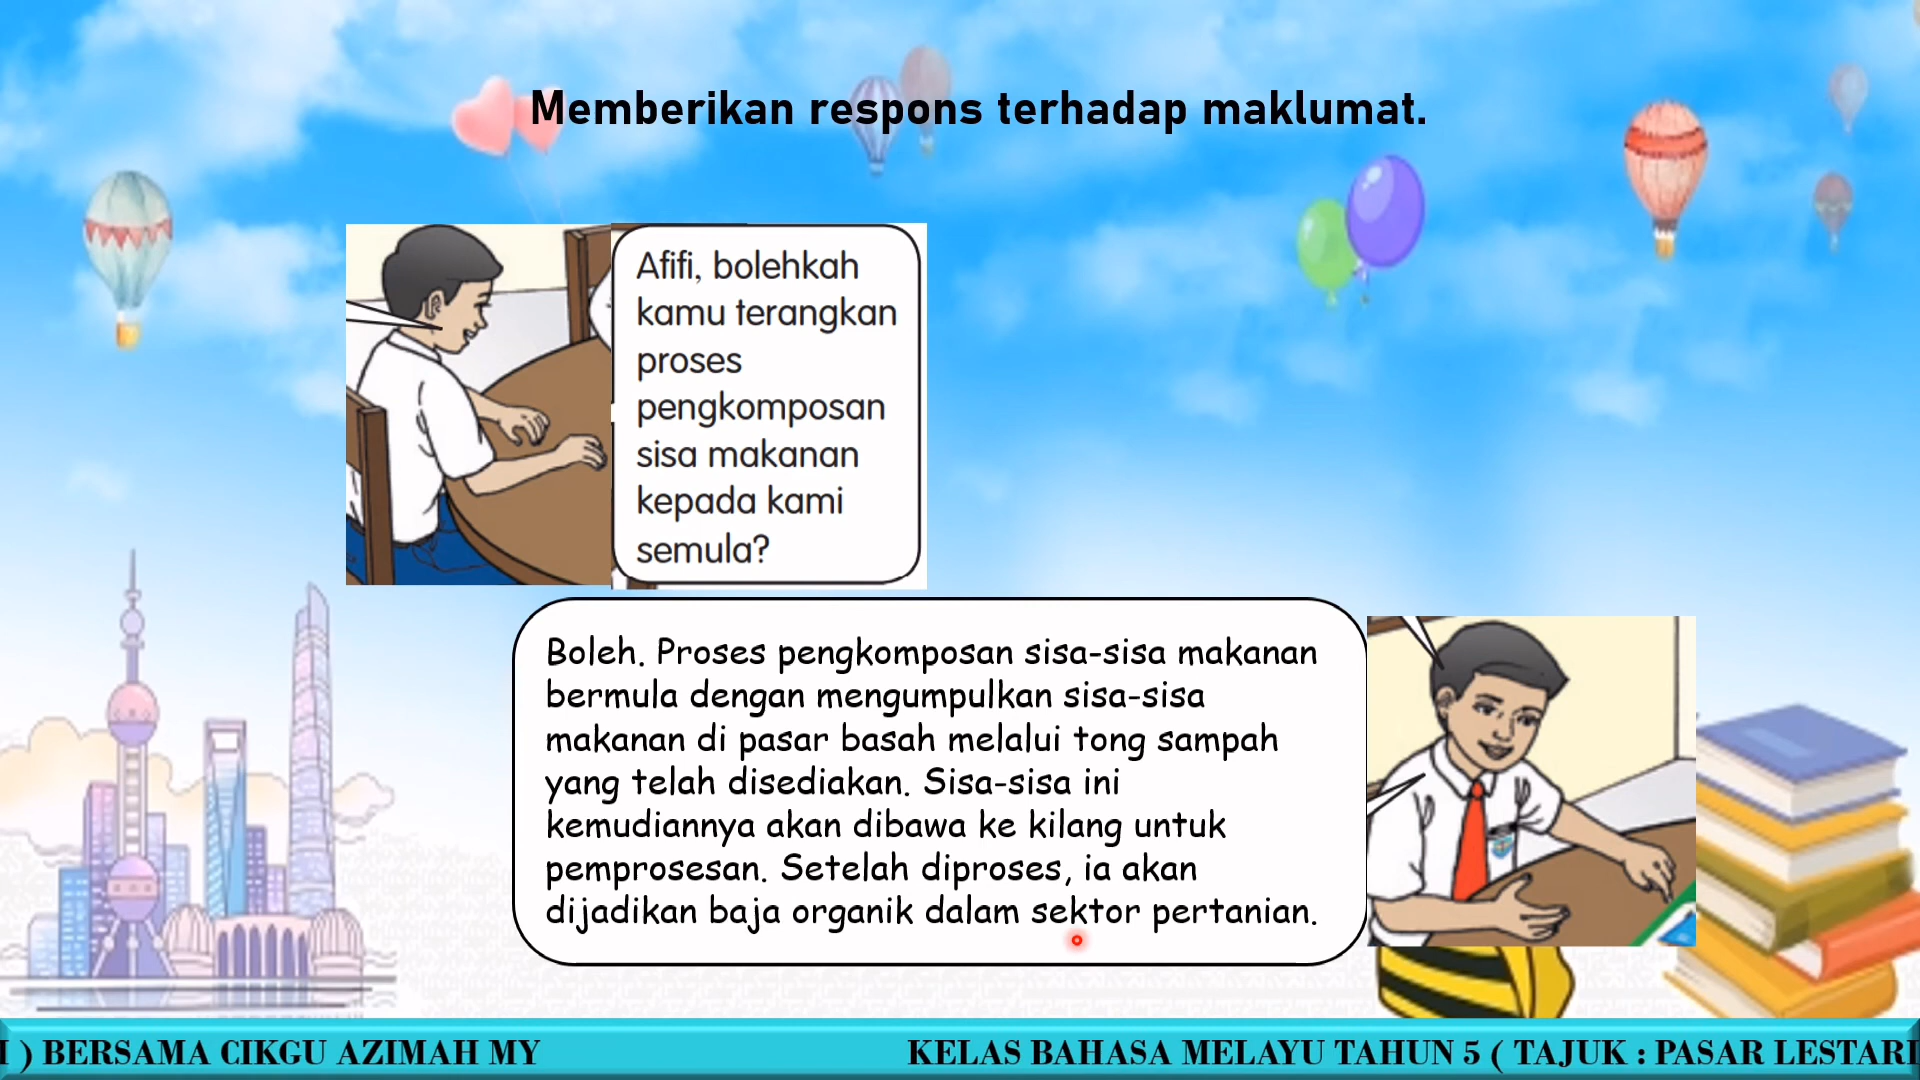 Memberikan respons terhadap maklumat.
Afifi, bolehkah
kamu terangkan
proses
pengkomposan
sisa makanan
kepada kami
semula?
Boleh. Proses pengkomposan sisa-sisa makanan
bermula dengan mengumpulkan sisa-sisa
makanan di pasar basah melalui tong sampah
yang telah disediakan. Sisa-sisa ini
kemudiannya akan dibawa ke kilang untuk
pemprosesan. Setelah diproses, ia akan
dijadikan baja organik dalam sektor pertanian.
I ) BERSAMA CIKGU AZIMAH MY KELAS BAHASA MELAYU TAHUN 5 ( TAJUK : PASAR LESTARI